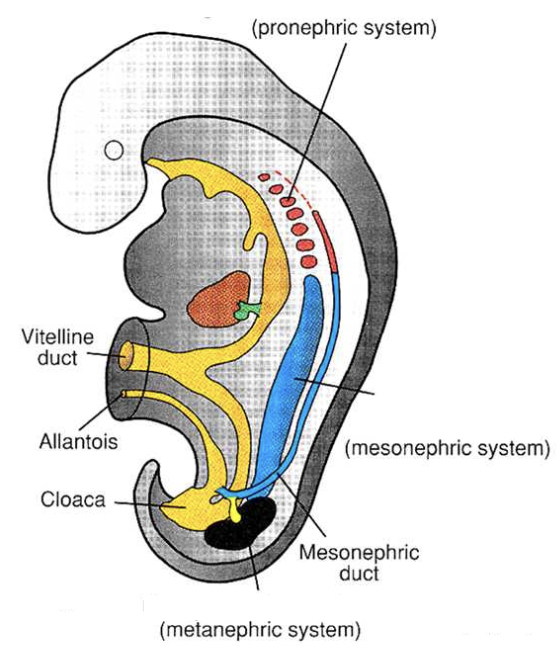 (pronephric system)
Vitelline
duct
Allantois
(mesonephric system)
Cloaca
Mesonephric
duct
(metanephric system)